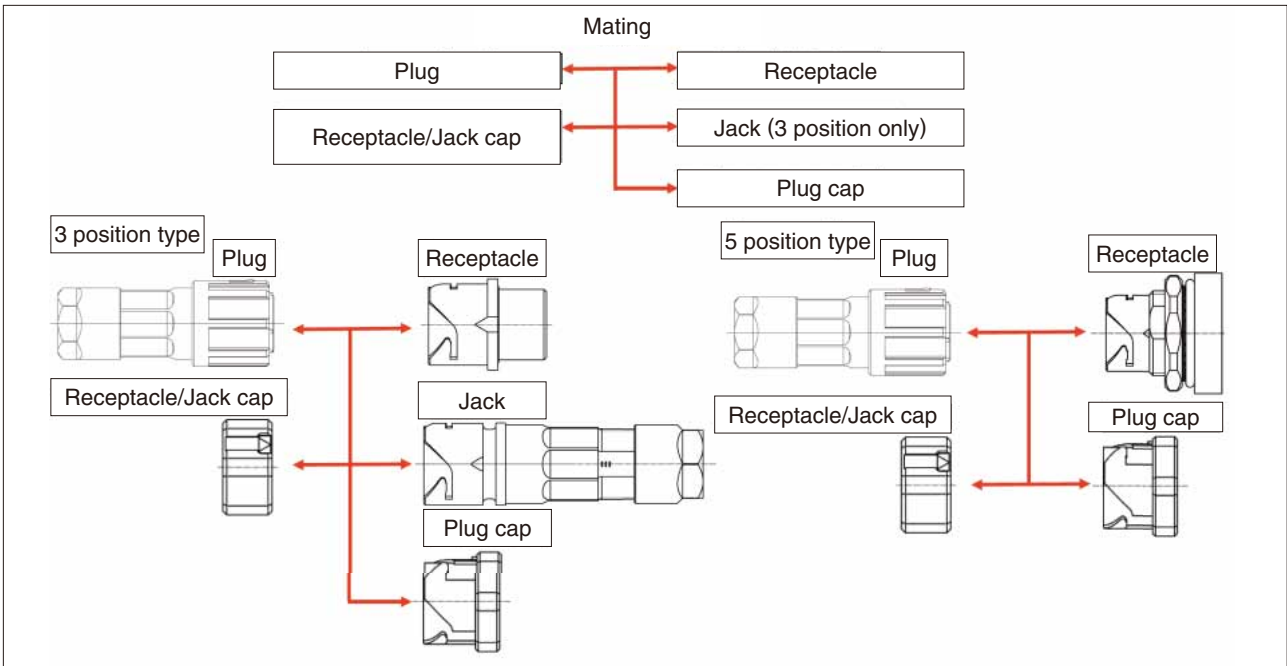 Mating
Plug
Receptacle
Receptacle/Jack cap
Jack (3 position only)
Plug cap
3 position type
Plug
Receptacle
Receptacle/Jack cap
Jack
Plug cap
5 position type
Plug
Receptacle
Receptacle/Jack cap
Plug cap